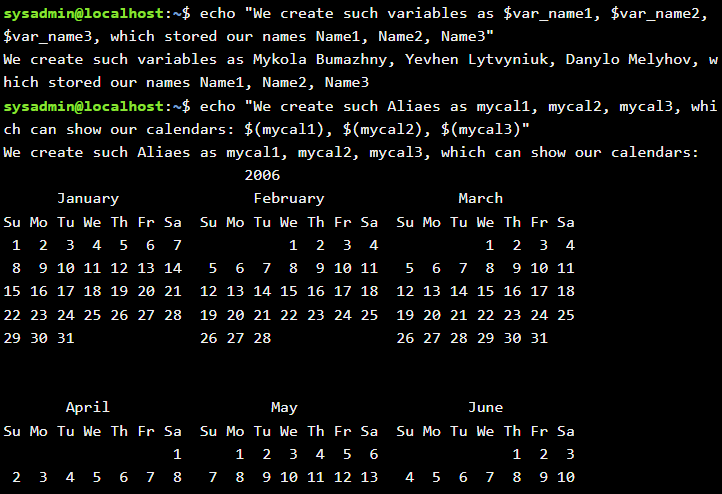 sysadmin@localhost:~$ echo "We create such variables as $var_name1, $var_name2,
$var_name3, which stored our names Name1, Name2, Name3"
We create such variables as Mykola Bumazhny, Yevhen Lytvyniuk, Danylo Melyhov, w
hich stored our names Name1, Name2, Name3
sysadmin@localhost:~$ echo "We create such Aliaes as mycal1, mycal2, mycal3, whi
ch can show our calendars: $(mycal1), $(mycal2), $(mycal3)"
We create such Aliaes as mycal1, mycal2, mycal3, which can show our calendars:
                           2006
      January               February               March
Su Mo Tu We Th Fr Sa  Su Mo Tu We Th Fr Sa  Su Mo Tu We Th Fr Sa
 1  2  3  4  5  6  7            1  2  3  4            1  2  3  4
 8  9 10 11 12 13 14   5  6  7  8  9 10 11   5  6  7  8  9 10 11
15 16 17 18 19 20 21  12 13 14 15 16 17 18  12 13 14 15 16 17 18
22 23 24 25 26 27 28  19 20 21 22 23 24 25  19 20 21 22 23 24 25
29 30 31              26 27 28              26 27 28 29 30 31
       April                  May                   June
Su Mo Tu We Th Fr Sa  Su Mo Tu We Th Fr Sa  Su Mo Tu We Th Fr Sa
                   1      1  2  3  4  5  6               1  2  3
 2  3  4  5  6  7  8   7  8  9 10 11 12 13   4  5  6  7  8  9 10